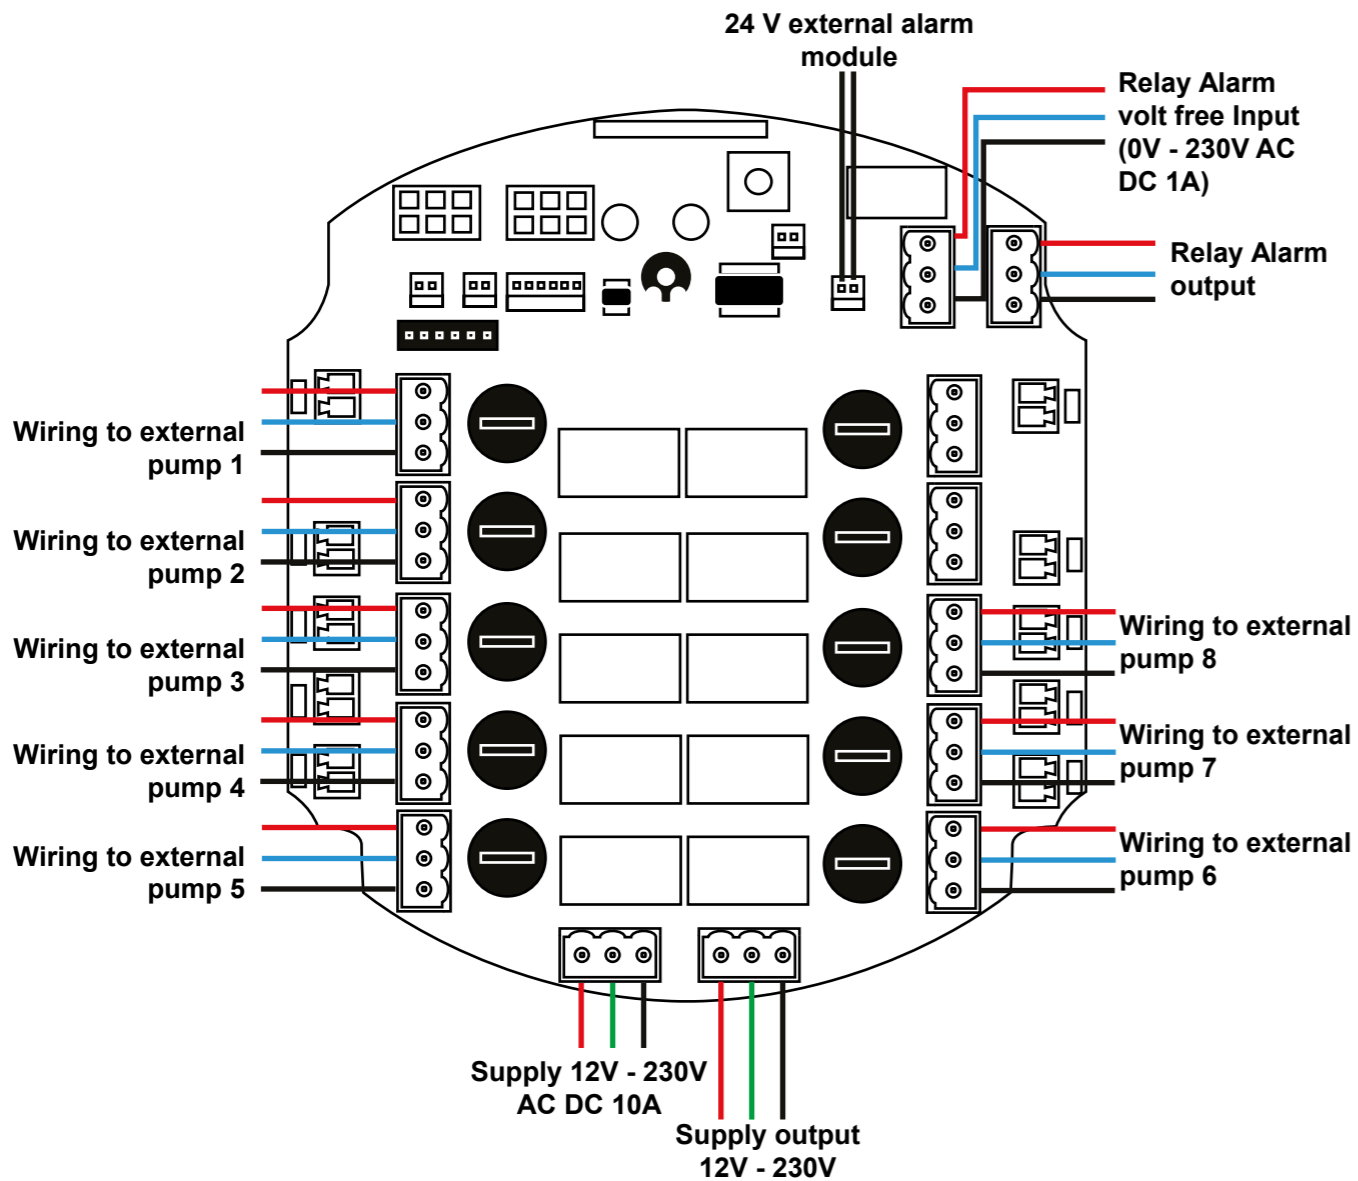 24 V external alarm
module
Relay Alarm
volt free Input
(0V - 230V AC
DC 1A)
Relay Alarm
output
Wiring to external
pump 1
Wiring to external
pump 2
Wiring to external
pump 3
Wiring to external
pump 4
Wiring to external
pump 5
Wiring to external
pump 8
Wiring to external
pump 7
Wiring to external
pump 6
Supply 12V - 230V
AC DC 10A
Supply output
12V - 230V